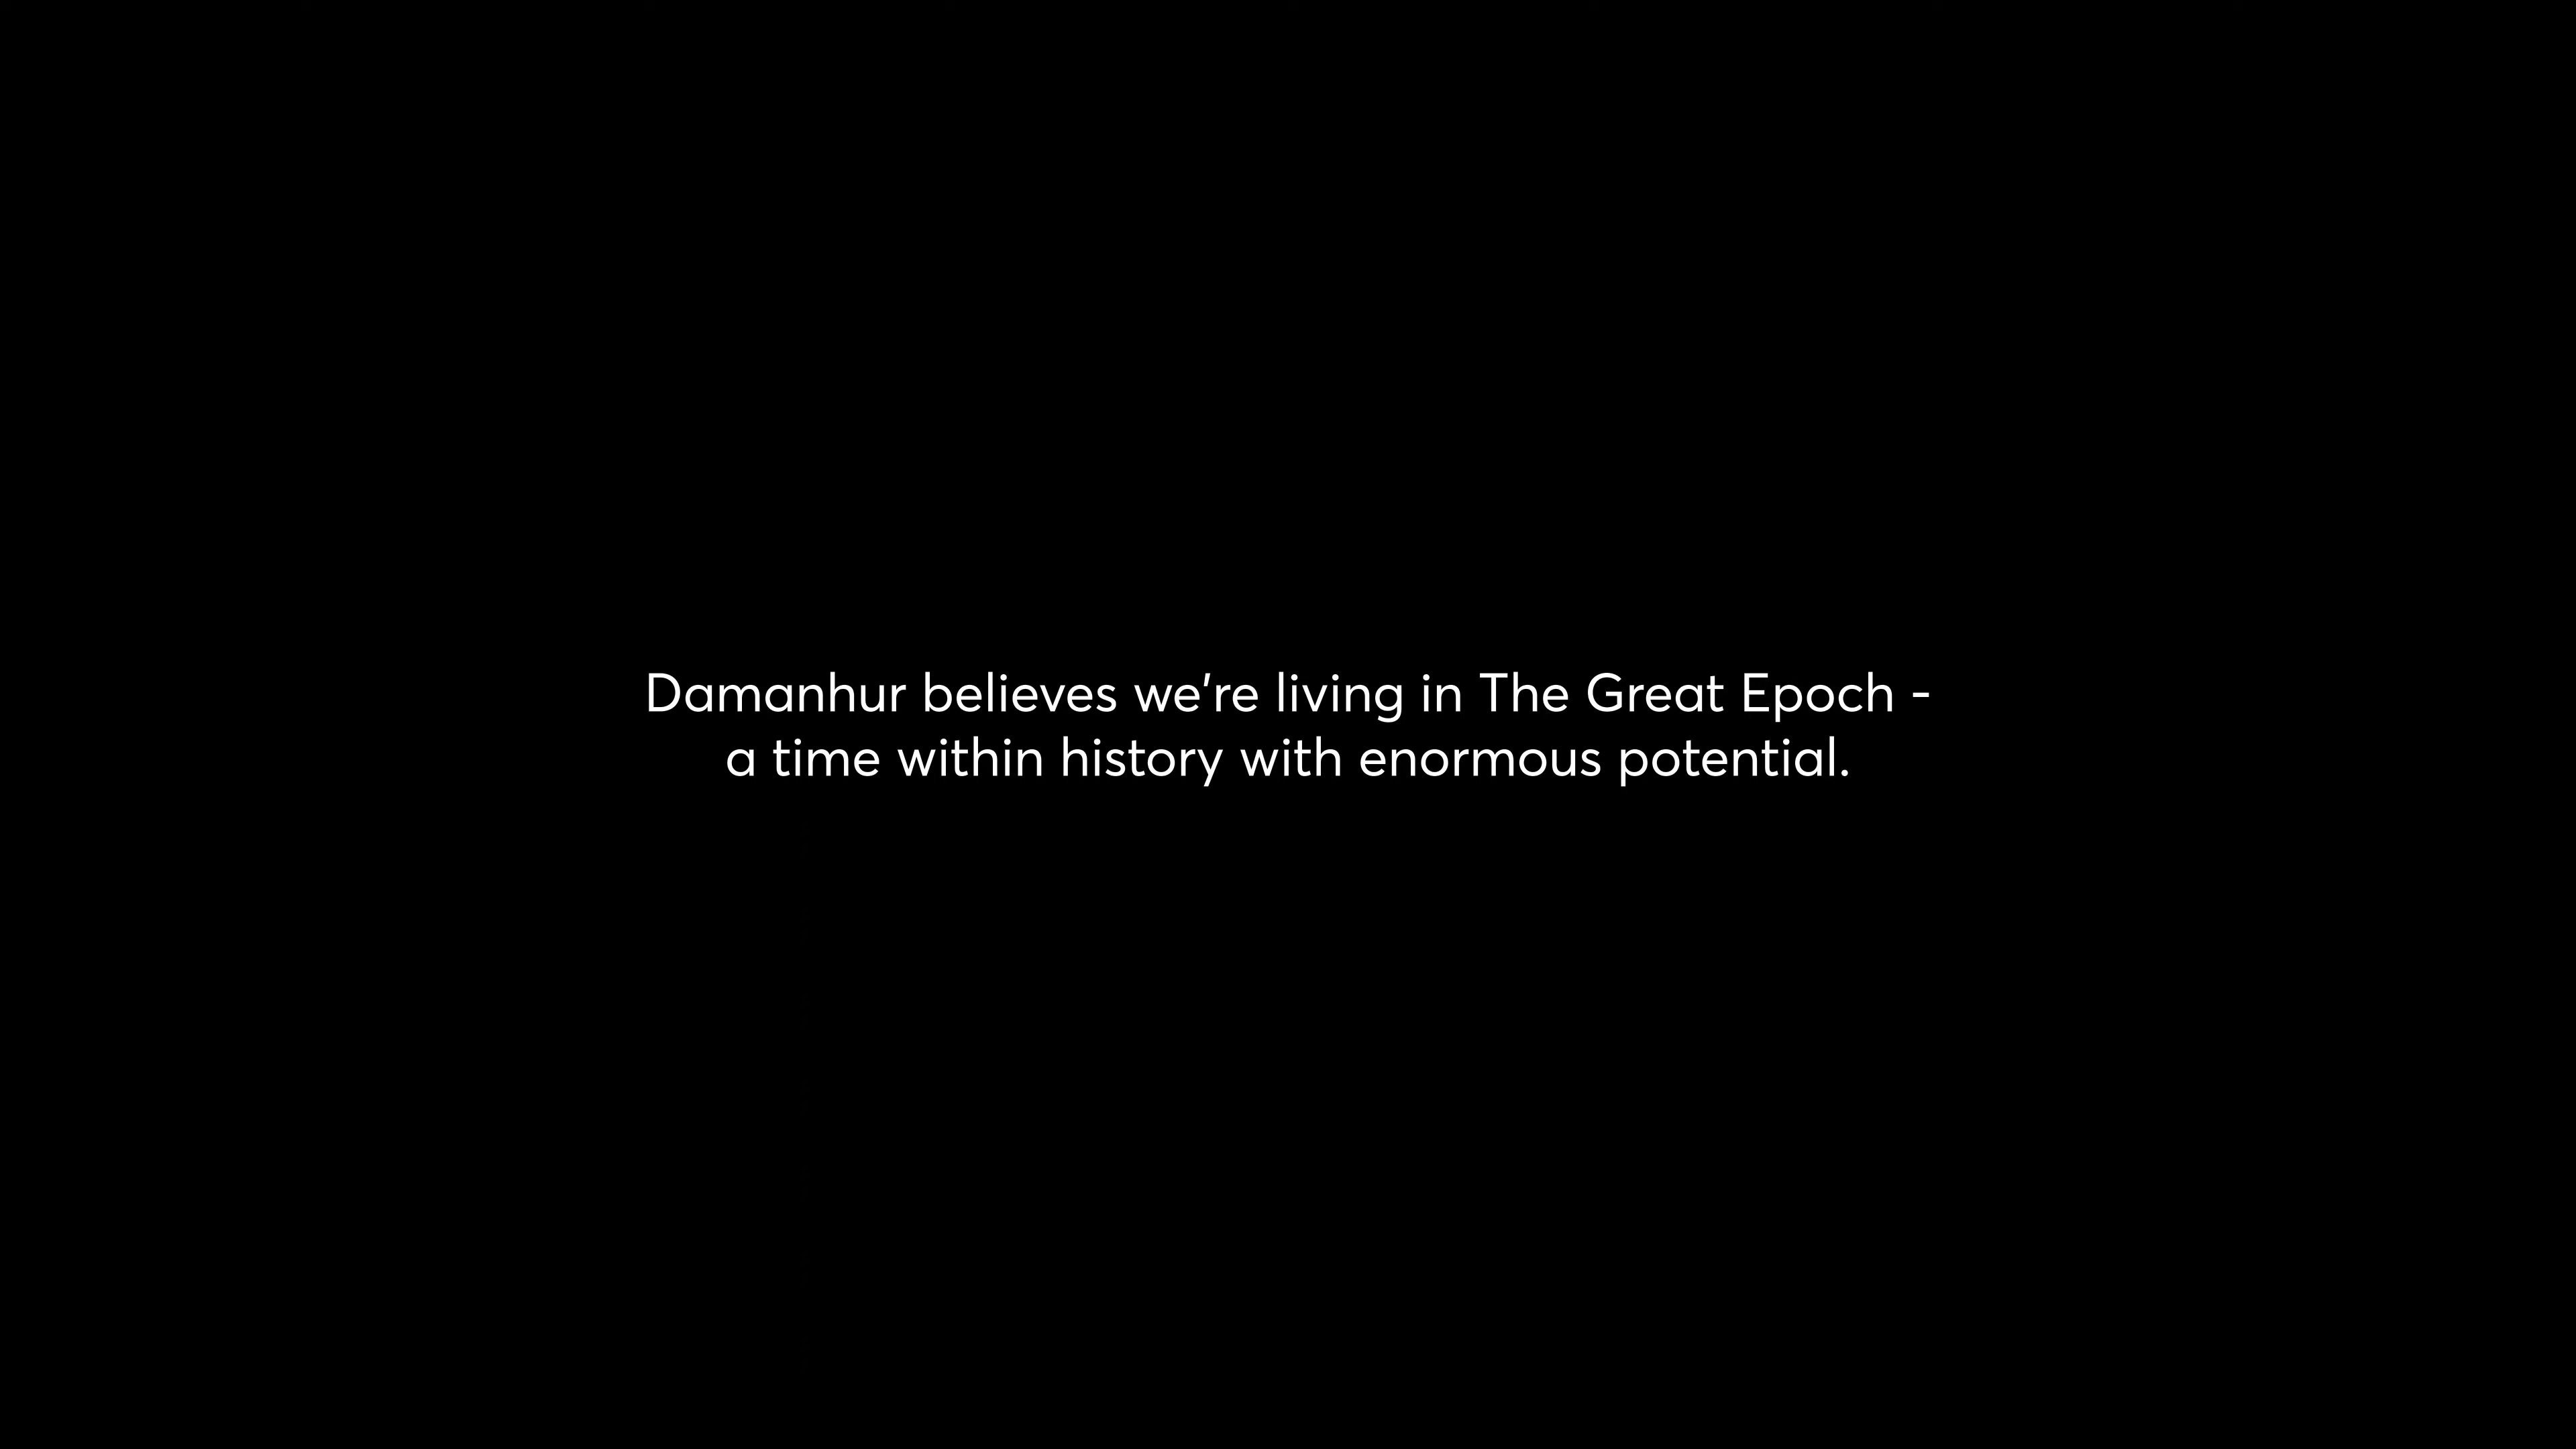 Damanhur believes we're living in The Great Epoch -
a time within history with enormous potential.